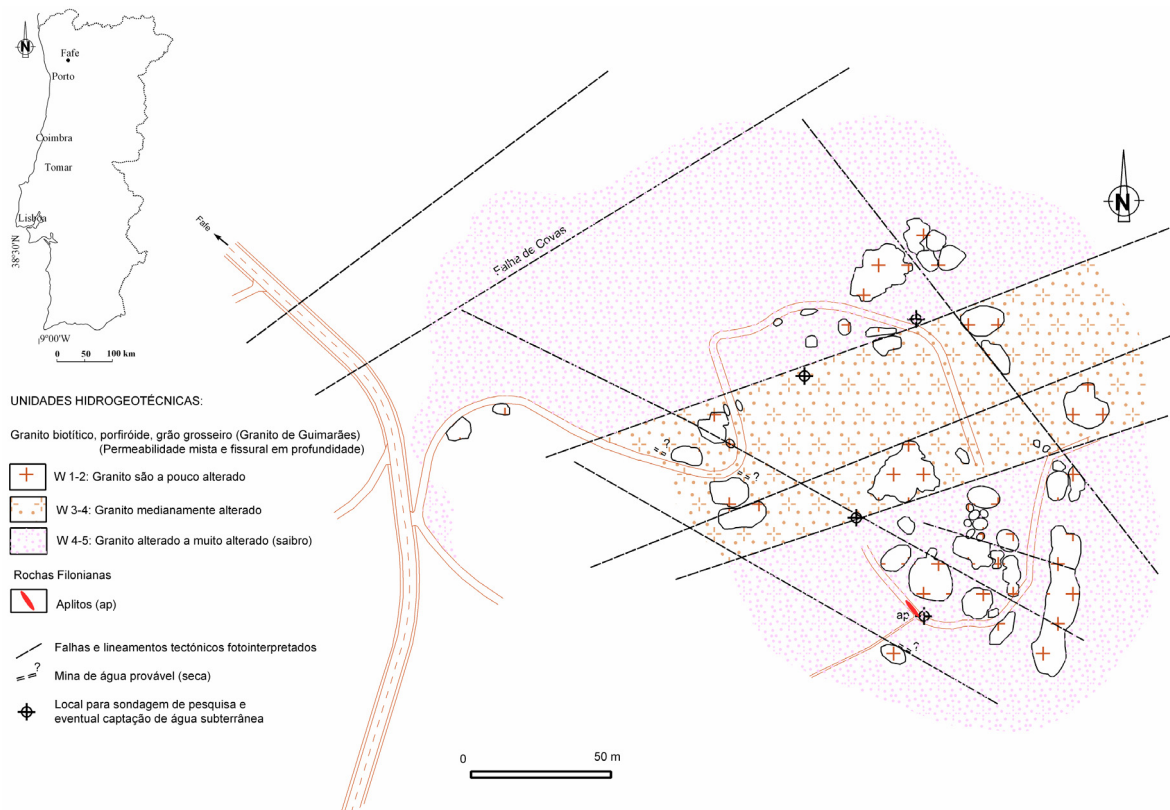 N
Fafe
Porto
Coimbra
Tomar
Lisboa
38°30'N
9°00'W
0 50 100 km
Fafe
Falha de Covas
N
?
?
ap
?
UNIDADES HIDROGEOTÉCNICAS:
Granito biotítico, porfiróide, grão grosseiro (Granito de Guimarães)
(Permeabilidade mista e fissural em profundidade)
W 1-2: Granito são a pouco alterado
W 3-4: Granito medianamente alterado
W 4-5: Granito alterado a muito alterado (saibro)
Rochas Filonianas
Aplitos (ap)
Falhas e lineamentos tectónicos fotointerpretados
?
Mina de água provável (seca)
Local para sondagem de pesquisa e
eventual captação de água subterrânea
0 50 m